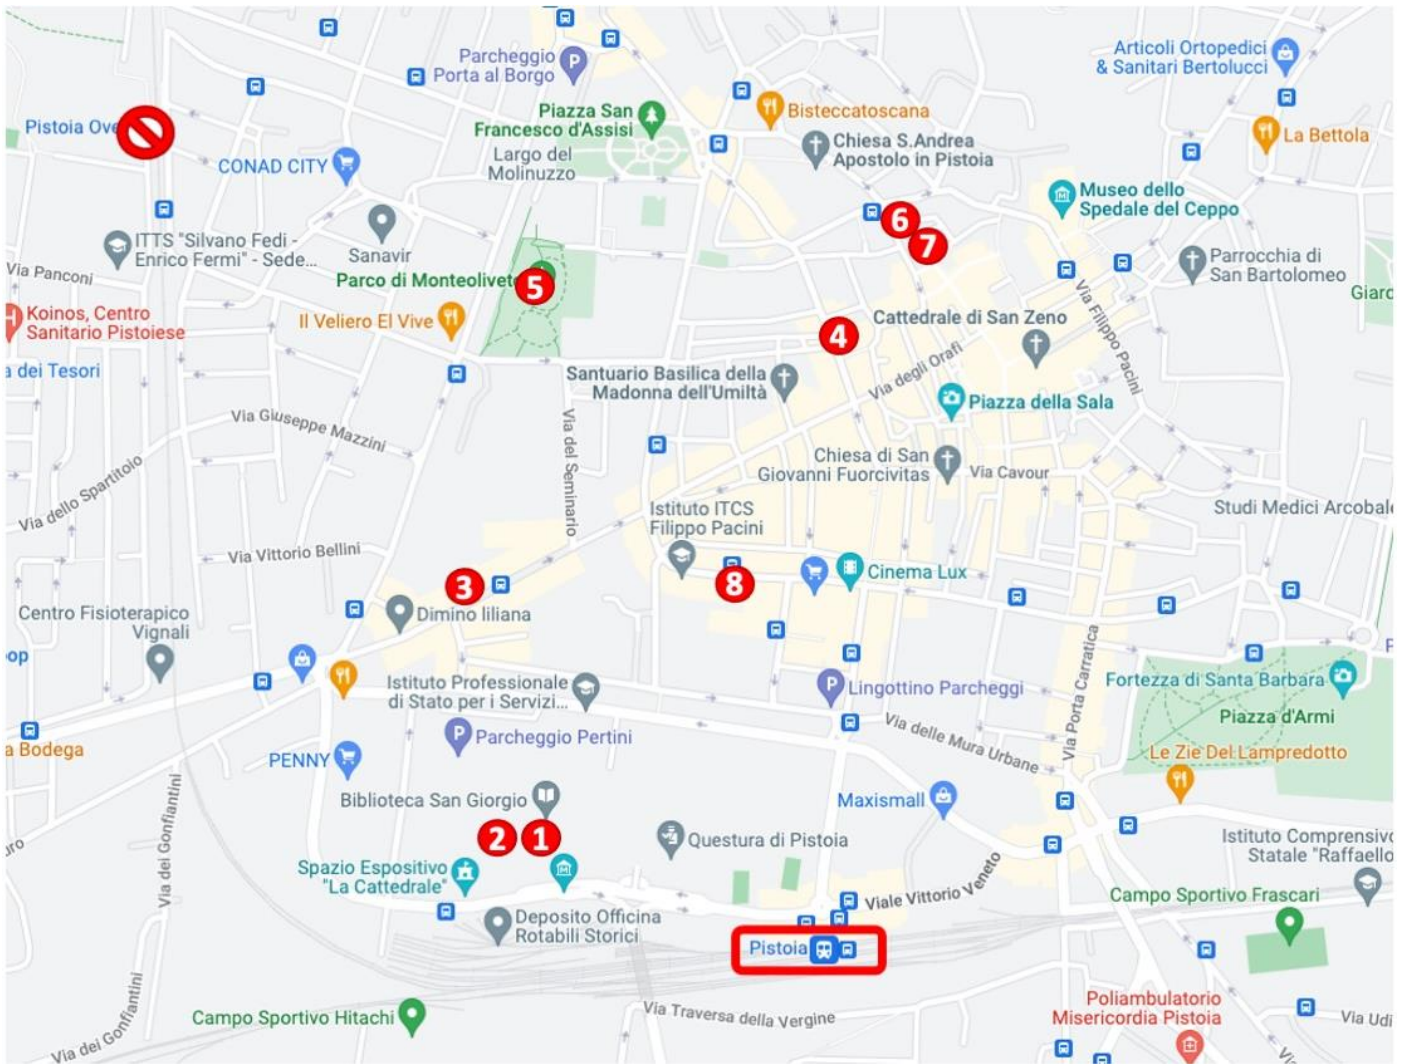 Parcheggio
Porta al Borgo
P
Articoli Ortopedici
& Sanitari Bertolucci
Piazza San
Francesco d'Assisi
Bisteccatoscana
Pistoia Ove
La Bettola
CONAD CITY
Largo del
Molinuzzo
Chiesa S.Andrea
Apostolo in Pistoia
Museo dello
Spedale del Ceppo
6
7
ITTS "Silvano Fedi -
Enrico Fermi" - Sede...
Sanavir
Parrocchia di
San Bartolomeo
Via Panconi
Parco di Monteolivet
5
Giard
Via Filippo Pacini
Koinos, Centro
Sanitario Pistoiese
Il Veliero El Vive
4
Cattedrale di San Zeno
a dei Tesori
Santuario Basilica della
Madonna dell'Umiltà
Via degli Orafi
Piazza della Sala
Via Giuseppe Mazzini
Via del Seminario
Chiesa di San
Giovanni Fuorcivitas
Via Cavour
Via dello Spartitoio
Istituto ITCS
Filippo Pacini
Studi Medici Arcobale
Via Vittorio Bellini
3
8
Cinema Lux
Centro Fisioterapico
Vignali
Dimino liliana
oop
Via Porta Carratica
Istituto Professionale
di Stato per i Servizi...
P
Lingottino Parcheggi
Fortezza di Santa Barbara
Piazza d'Armi
a Bodega
P
Parcheggio Pertini
Via delle Mura Urbane
PENNY
Le Zie Del Lampredotto
Biblioteca San Giorgio
Maxismall
2
1
Questura di Pistoia
Istituto Comprensivo
Statale "Raffaello
uro
Via dei Gonfiantini
Spazio Espositivo
"La Cattedrale"
Viale Vittorio Veneto
Campo Sportivo Frascari
Deposito Officina
Rotabili Storici
Pistoia
Via dei Gonfiantini
Campo Sportivo Hitachi
Via Traversa della Vergine
Poliambulatorio
Misericordia Pistoia
Via Udi